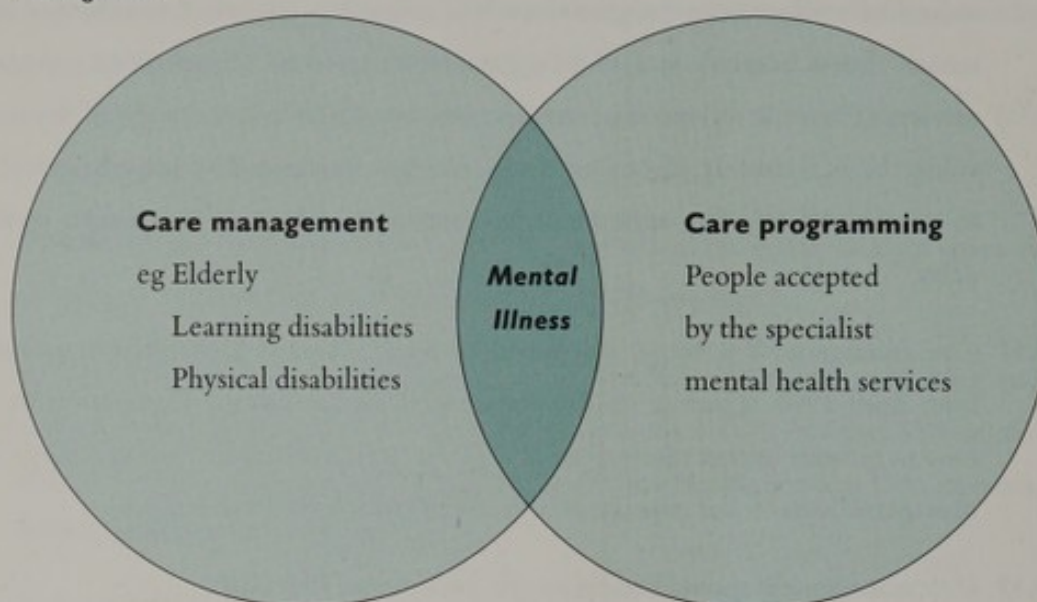 Care management
eg Elderly
Learning disabilities
Physical disabilities
Mental
Illness
Care programming
People accepted
by the specialist
mental health services